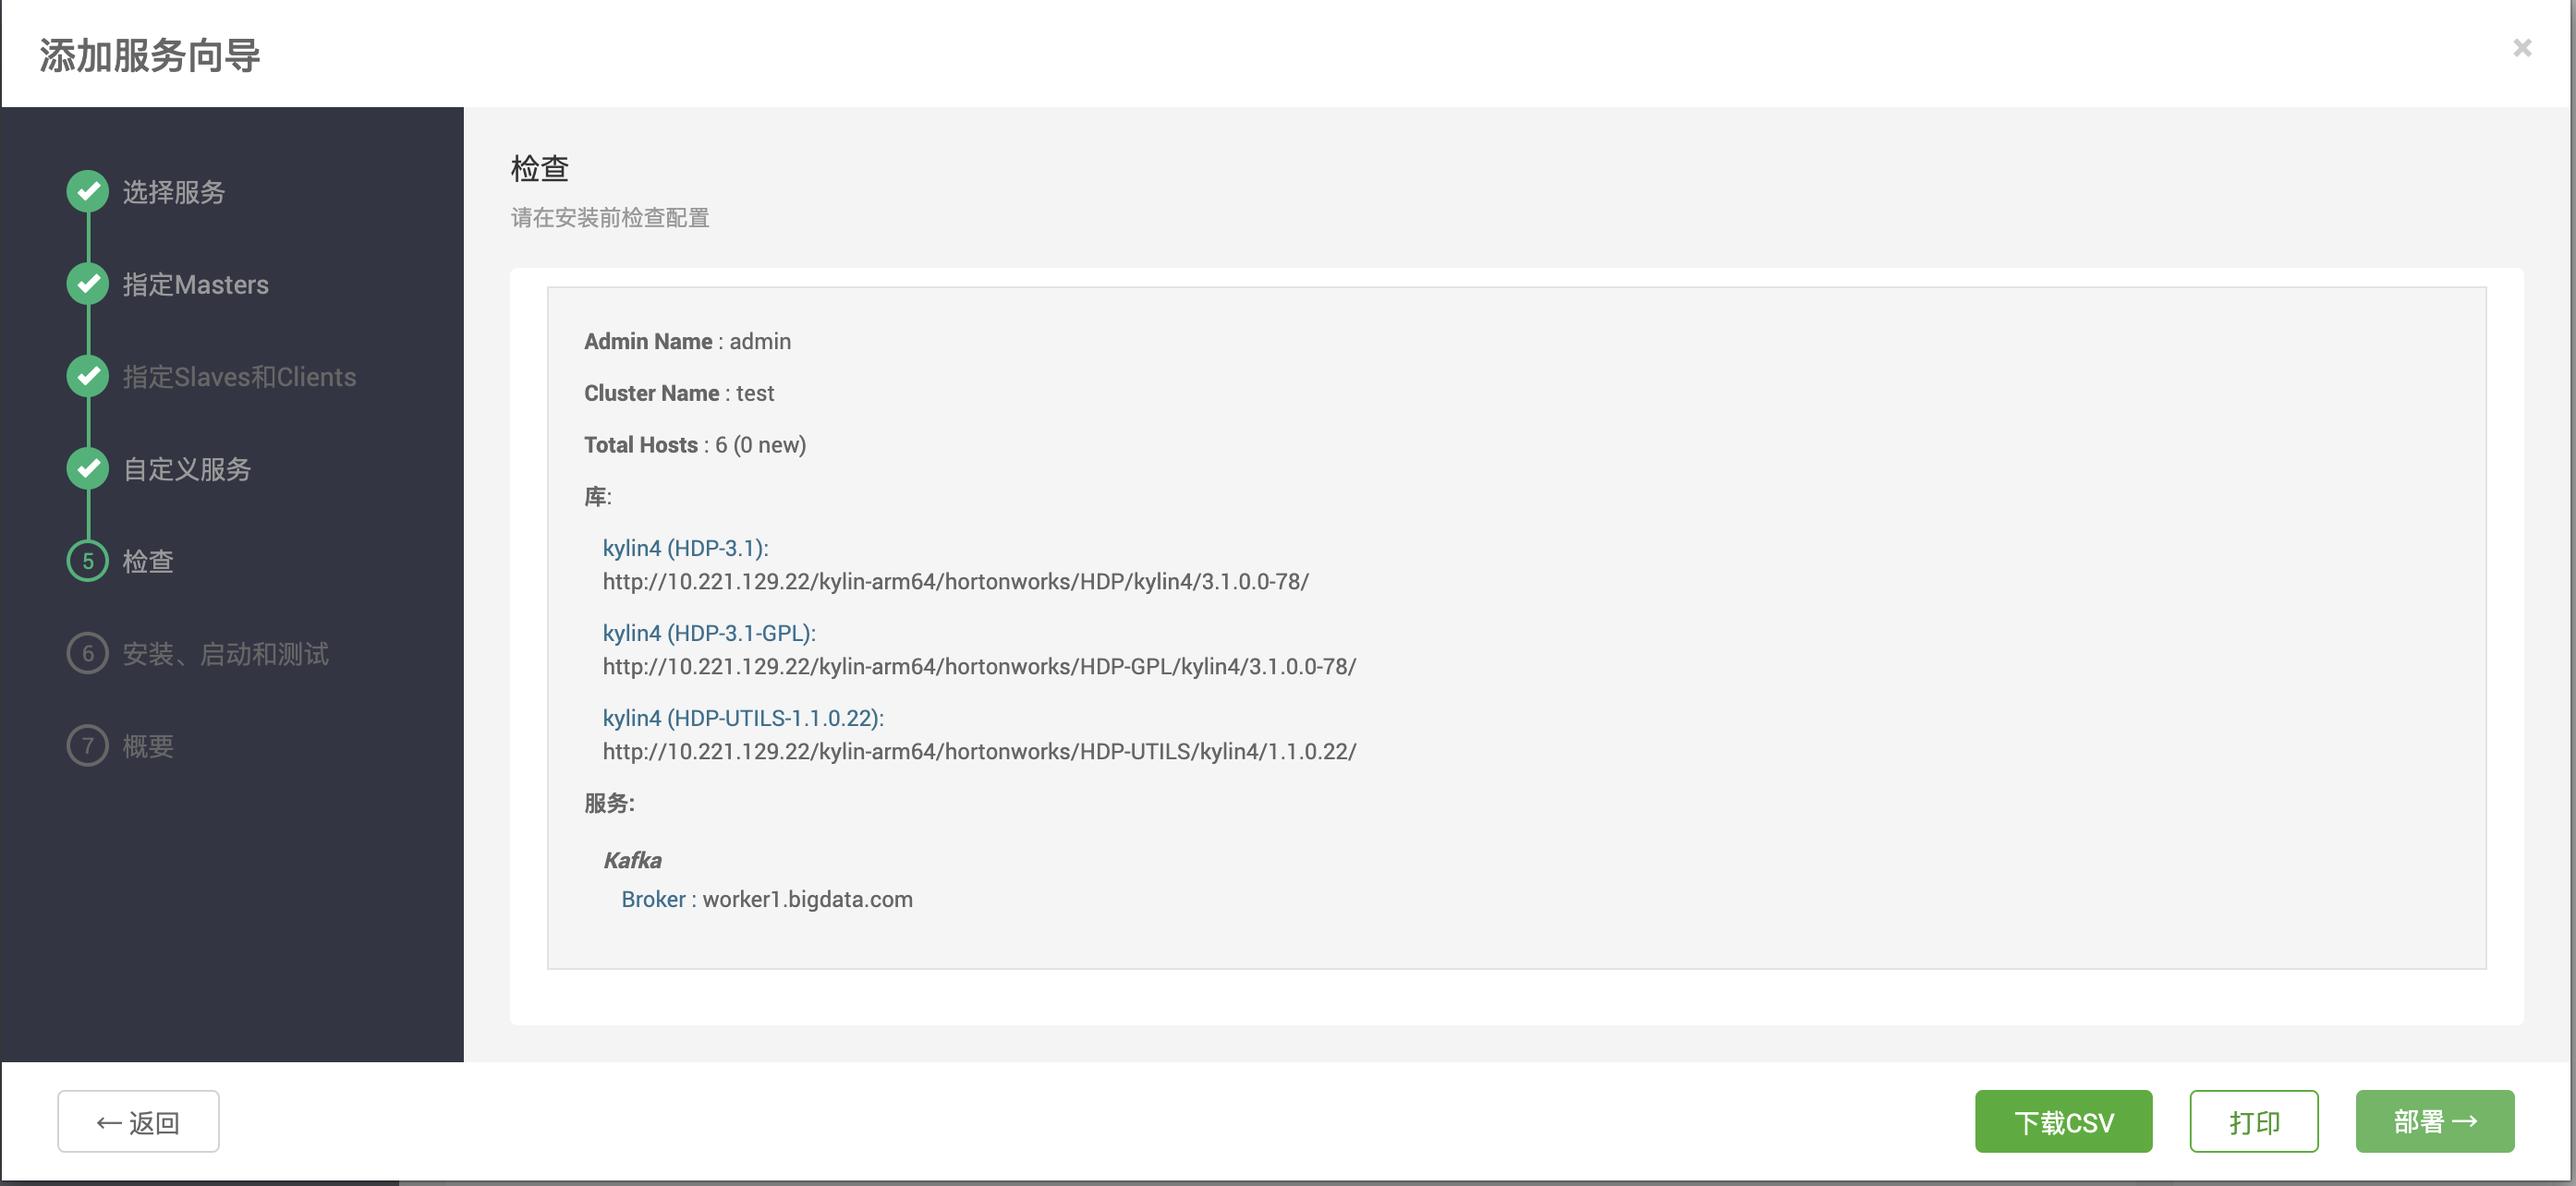 添加服务向导
×
选择服务
指定Masters
指定Slaves和Clients
自定义服务
5 检查
6 安装、启动和测试
7 概要
检查
请在安装前检查配置
Admin Name : admin
Cluster Name : test
Total Hosts : 6 (0 new)
库:
kylin4 (HDP-3.1):
http://10.221.129.22/kylin-arm64/hortonworks/HDP/kylin4/3.1.0.0-78/
kylin4 (HDP-3.1-GPL):
http://10.221.129.22/kylin-arm64/hortonworks/HDP-GPL/kylin4/3.1.0.0-78/
kylin4 (HDP-UTILS-1.1.0.22):
http://10.221.129.22/kylin-arm64/hortonworks/HDP-UTILS/kylin4/1.1.0.22/
服务:
Kafka
Broker : worker1.bigdata.com
← 返回
下载CSV
打印
部署 →